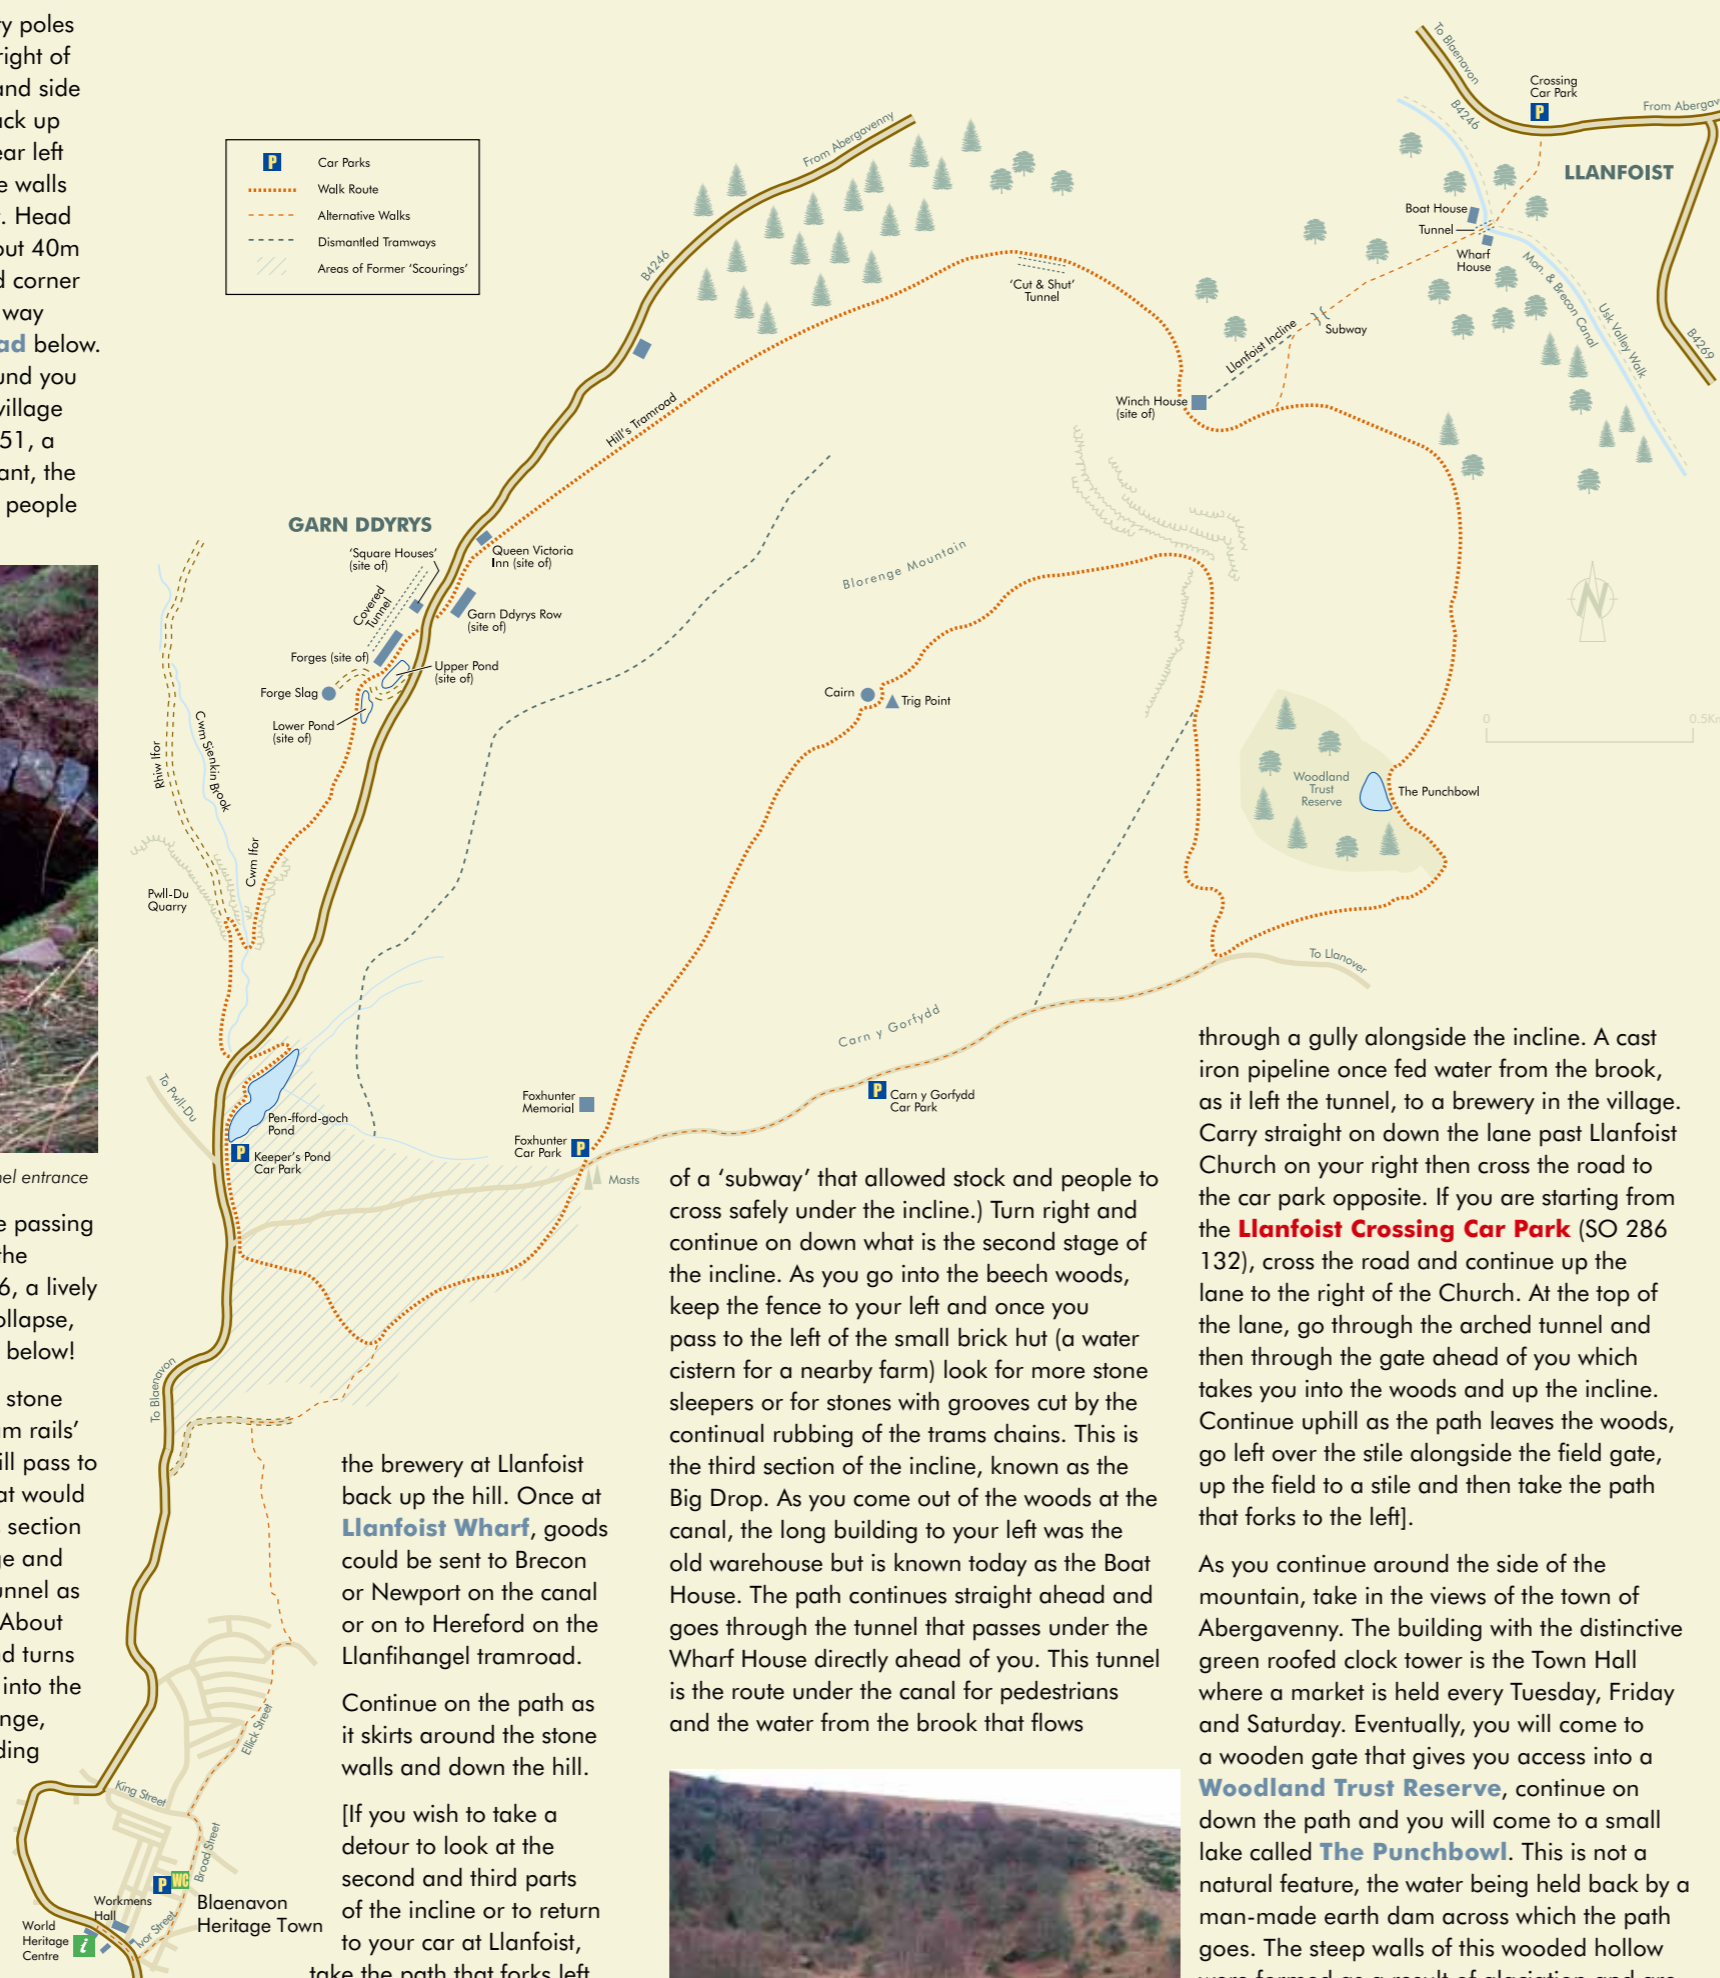 y poles
right of
and side
ack up
ear left
e walls
. Head
out 40m
d corner
way
ad below.
und you
village
51, a
ant, the
people
nel entrance
e passing
the
6, a lively
ollapse,
below!
stone
am rails'
ill pass to
at would
section
ge and
unnel as
About
d turns
into the
nge,
ding
Car Parks
Walk Route
Alternative Walks
Dismantled Tramways
Areas of Former 'Scourings'
From Abergavenny
B4246
To Blaenavon
B4246
Crossing
Car Park
From Abergav
LLANFOIST
Boat House
Tunnel
Wharf
House
Mon. & Brecon Canal
Usk Valley Walk
B4269
'Cut & Shut'
Tunnel
Subway
Llanfoist Incline
Winch House
(site of)
Hill's Tramroad
GARN DDYRYS
'Square Houses'
(site of)
Queen Victoria
Inn (site of)
Covered
Tunnel
Garn Ddyrys Row
(site of)
Forges (site of)
Upper Pond
(site of)
Forge Slag
Lower Pond
(site of)
Blorenge Mountain
Cairn
Trig Point
N
0
0.5Km
Rhiw Ifor
Cwm Sienkin Brook
Cwm Ifor
Pwll-Du
Quarry
Woodland
Trust
Reserve
The Punchbowl
To Llanover
Carn y Gorfydd
Carn y Gorfydd
Car Park
To Pwll-Du
Pen-fford-goch
Pond
Keeper's Pond
Car Park
Foxhunter
Memorial
Foxhunter
Car Park
Masts
To Blaenavon
Ellick Street
King Street
Broad Street
WC
Blaenavon
Heritage Town
Workmens
Hall
Ivor Street
World
Heritage
Centre
i
the brewery at Llanfoist
back up the hill. Once at
Llanfoist Wharf, goods
could be sent to Brecon
or Newport on the canal
or on to Hereford on the
Llanfihangel tramroad.
Continue on the path as
it skirts around the stone
walls and down the hill.
[If you wish to take a
detour to look at the
second and third parts
of the incline or to return
to your car at Llanfoist,
take the path that forks left
of a 'subway' that allowed stock and people to
cross safely under the incline.) Turn right and
continue on down what is the second stage of
the incline. As you go into the beech woods,
keep the fence to your left and once you
pass to the left of the small brick hut (a water
cistern for a nearby farm) look for more stone
sleepers or for stones with grooves cut by the
continual rubbing of the trams chains. This is
the third section of the incline, known as the
Big Drop. As you come out of the woods at the
canal, the long building to your left was the
old warehouse but is known today as the Boat
House. The path continues straight ahead and
goes through the tunnel that passes under the
Wharf House directly ahead of you. This tunnel
is the route under the canal for pedestrians
and the water from the brook that flows
through a gully alongside the incline. A cast
iron pipeline once fed water from the brook,
as it left the tunnel, to a brewery in the village.
Carry straight on down the lane past Llanfoist
Church on your right then cross the road to
the car park opposite. If you are starting from
the Llanfoist Crossing Car Park (SO 286
132), cross the road and continue up the
lane to the right of the Church. At the top of
the lane, go through the arched tunnel and
then through the gate ahead of you which
takes you into the woods and up the incline.
Continue uphill as the path leaves the woods,
go left over the stile alongside the field gate,
up the field to a stile and then take the path
that forks to the left].
As you continue around the side of the
mountain, take in the views of the town of
Abergavenny. The building with the distinctive
green roofed clock tower is the Town Hall
where a market is held every Tuesday, Friday
and Saturday. Eventually, you will come to
a wooden gate that gives you access into a
Woodland Trust Reserve, continue on
down the path and you will come to a small
lake called The Punchbowl. This is not a
natural feature, the water being held back by a
man-made earth dam across which the path
goes. The steep walls of this wooded hollow
were formed as a result of glaciation and are